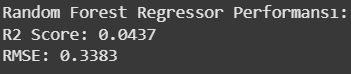 Random Forest Regressor Performansı:
R2 Score: 0.0437
RMSE: 0.3383